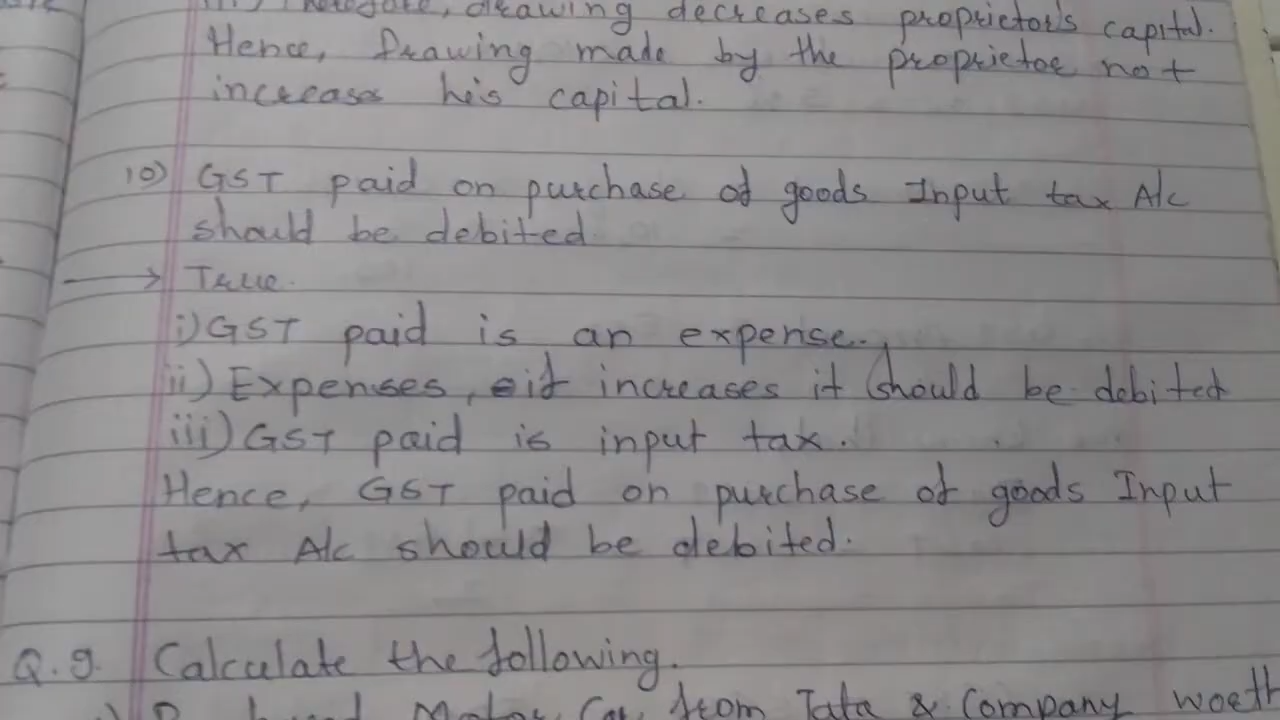 drawing decreases proprietor's capital.
Hence, Drawing made by the proprietor not
increases his capital.
10) GST paid on purchase of goods Input tax A/c
should be debited
→ True.
i) GST paid is an expense.
ii) Expenses, if increases it should be debited
iii) GST paid is input tax.
Hence, GST paid on purchase of goods Input
tax A/c should be debited.
Q.9. Calculate the following.
Motor Car from Tata & Company worth